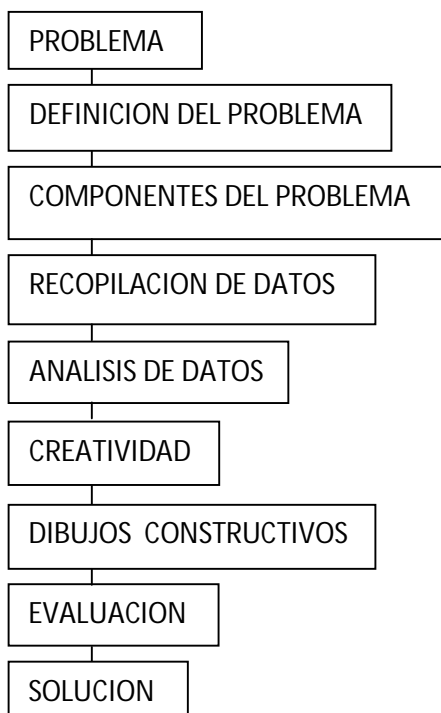 PROBLEMA
DEFINICION DEL PROBLEMA
COMPONENTES DEL PROBLEMA
RECOPILACION DE DATOS
ANALISIS DE DATOS
CREATIVIDAD
DIBUJOS CONSTRUCTIVOS
EVALUACION
SOLUCION